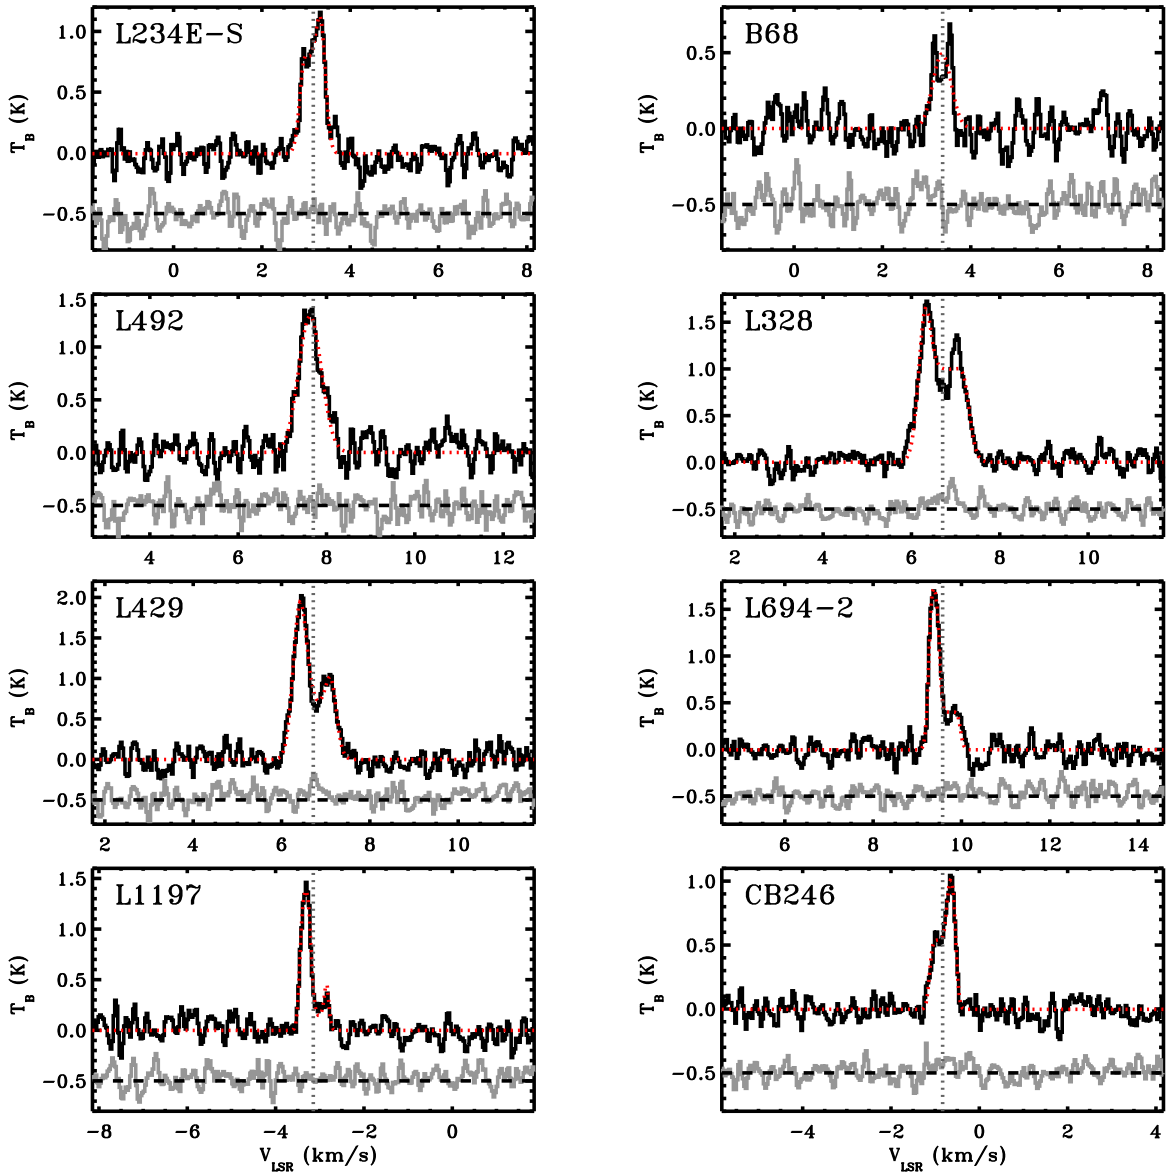 L234E−S
T_B (K)
1.0
0.5
0.0
−0.5
0 2 4 6 8
B68
T_B (K)
0.5
0.0
−0.5
0 2 4 6 8
L492
T_B (K)
1.5
1.0
0.5
0.0
−0.5
4 6 8 10 12
L328
T_B (K)
1.5
1.0
0.5
0.0
−0.5
2 4 6 8 10
L429
T_B (K)
2.0
1.5
1.0
0.5
0.0
−0.5
2 4 6 8 10
L694−2
T_B (K)
1.5
1.0
0.5
0.0
−0.5
6 8 10 12 14
L1197
T_B (K)
1.5
1.0
0.5
0.0
−0.5
−8 −6 −4 −2 0
V_LSR (km/s)
CB246
T_B (K)
1.0
0.5
0.0
−0.5
−4 −2 0 2 4
V_LSR (km/s)